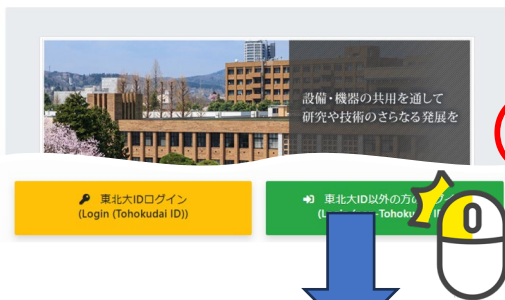 設備・機器の共用を通して
研究や技術のさらなる発展を
東北大IDログイン
(Login (Tohokudai ID))
東北大ID以外の方の
Tohoku